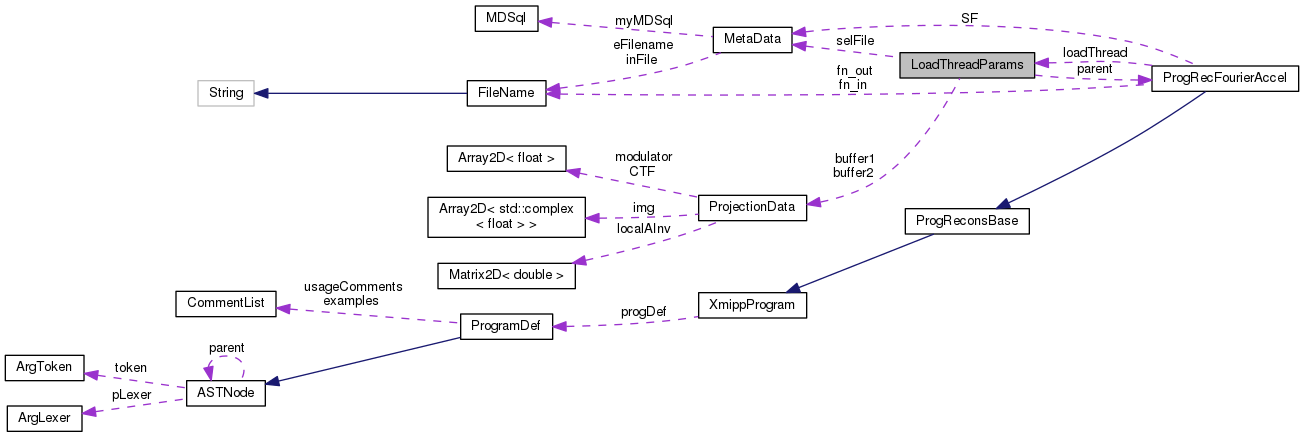 MDSql
myMDSql
MetaData
SF
eFilename
inFile
selFile
LoadThreadParams
loadThread
parent
ProgRecFourierAccel
String
FileName
fn_out
fn_in
Array2D< float >
modulator
CTF
buffer1
buffer2
Array2D< std::complex
< float > >
img
ProjectionData
localAInv
ProgReconsBase
Matrix2D< double >
CommentList
usageComments
examples
ProgramDef
progDef
XmippProgram
ArgToken
token
parent
ASTNode
pLexer
ArgLexer